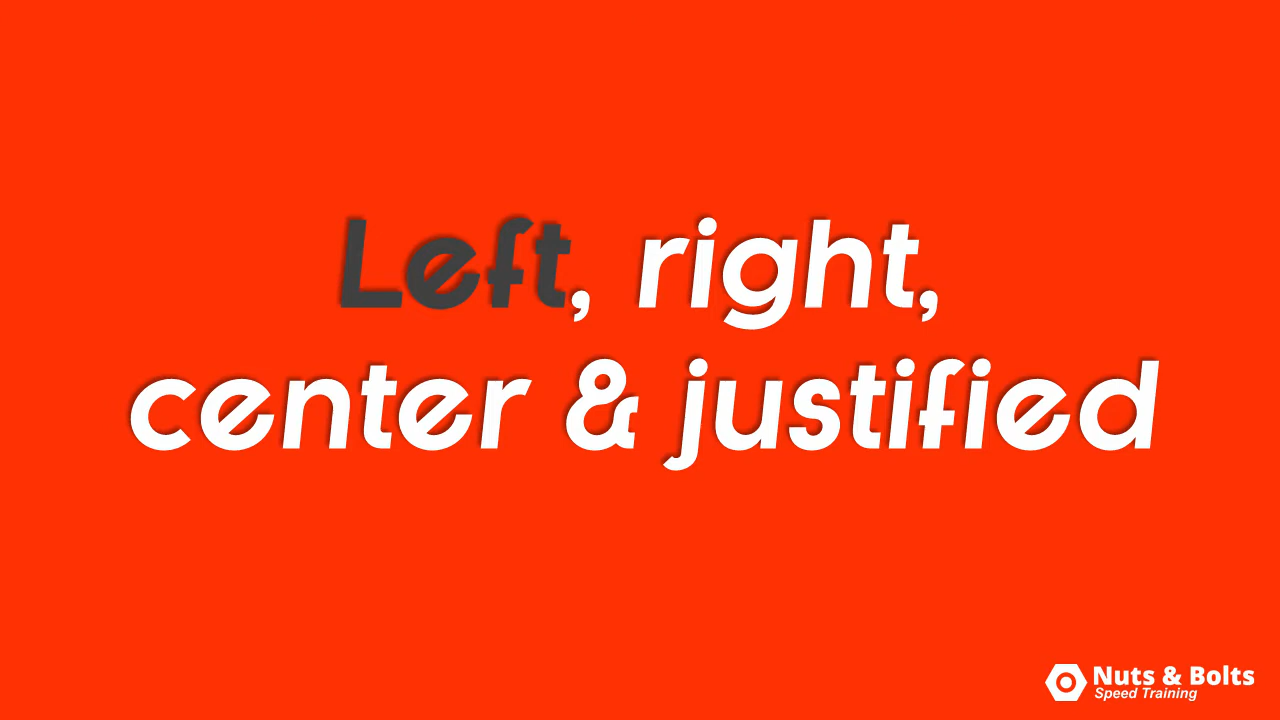 Left, right,
center & justified
Nuts & Bolts
Speed Training